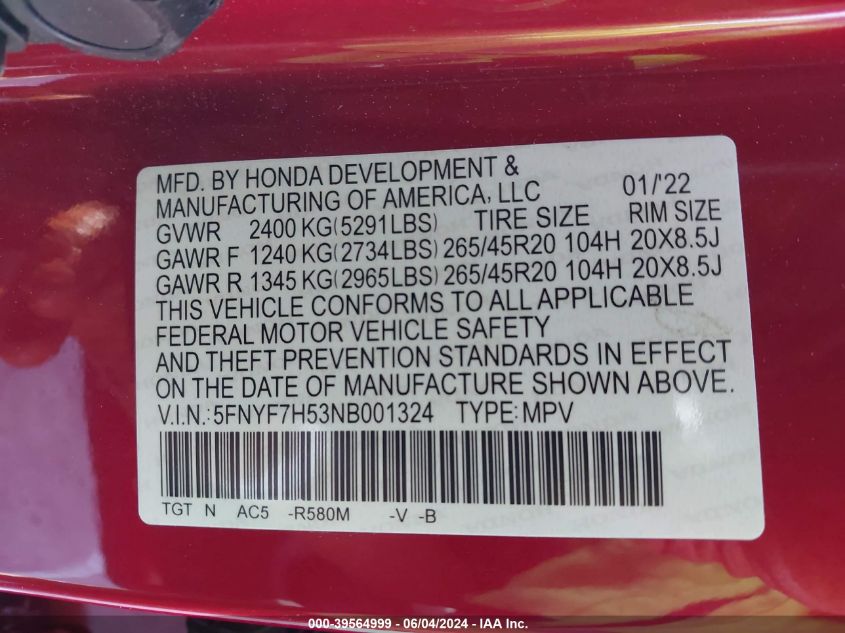 MFD. BY HONDA DEVELOPMENT &
MANUFACTURING OF AMERICA, LLC 01/'22
GVWR 2400 KG(5291LBS) TIRE SIZE RIM SIZE
GAWR F 1240 KG(2734LBS) 265/45R20 104H 20X8.5J
GAWR R 1345 KG(2965LBS) 265/45R20 104H 20X8.5J
THIS VEHICLE CONFORMS TO ALL APPLICABLE
FEDERAL MOTOR VEHICLE SAFETY
AND THEFT PREVENTION STANDARDS IN EFFECT
ON THE DATE OF MANUFACTURE SHOWN ABOVE.
V.I.N.: 5FNYF7H53NB001324 TYPE: MPV
TGT N AC5 -R580M -V -B
000-39564999 - 06/04/2024 - IAA Inc.